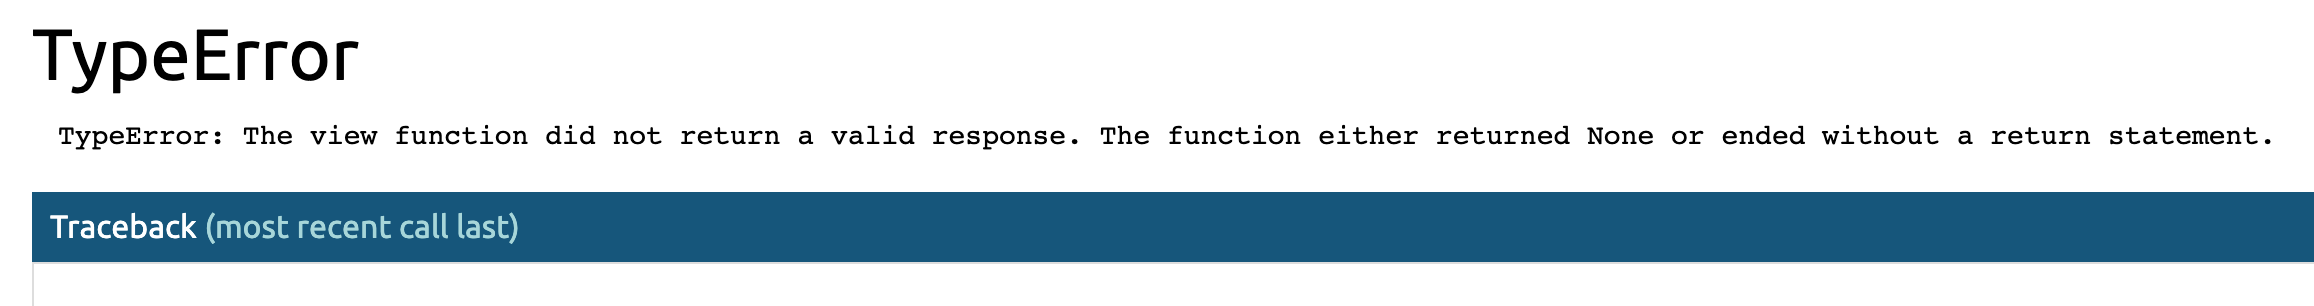 TypeError
TypeError: The view function did not return a valid response. The function either returned None or ended without a return statement.
Traceback (most recent call last)